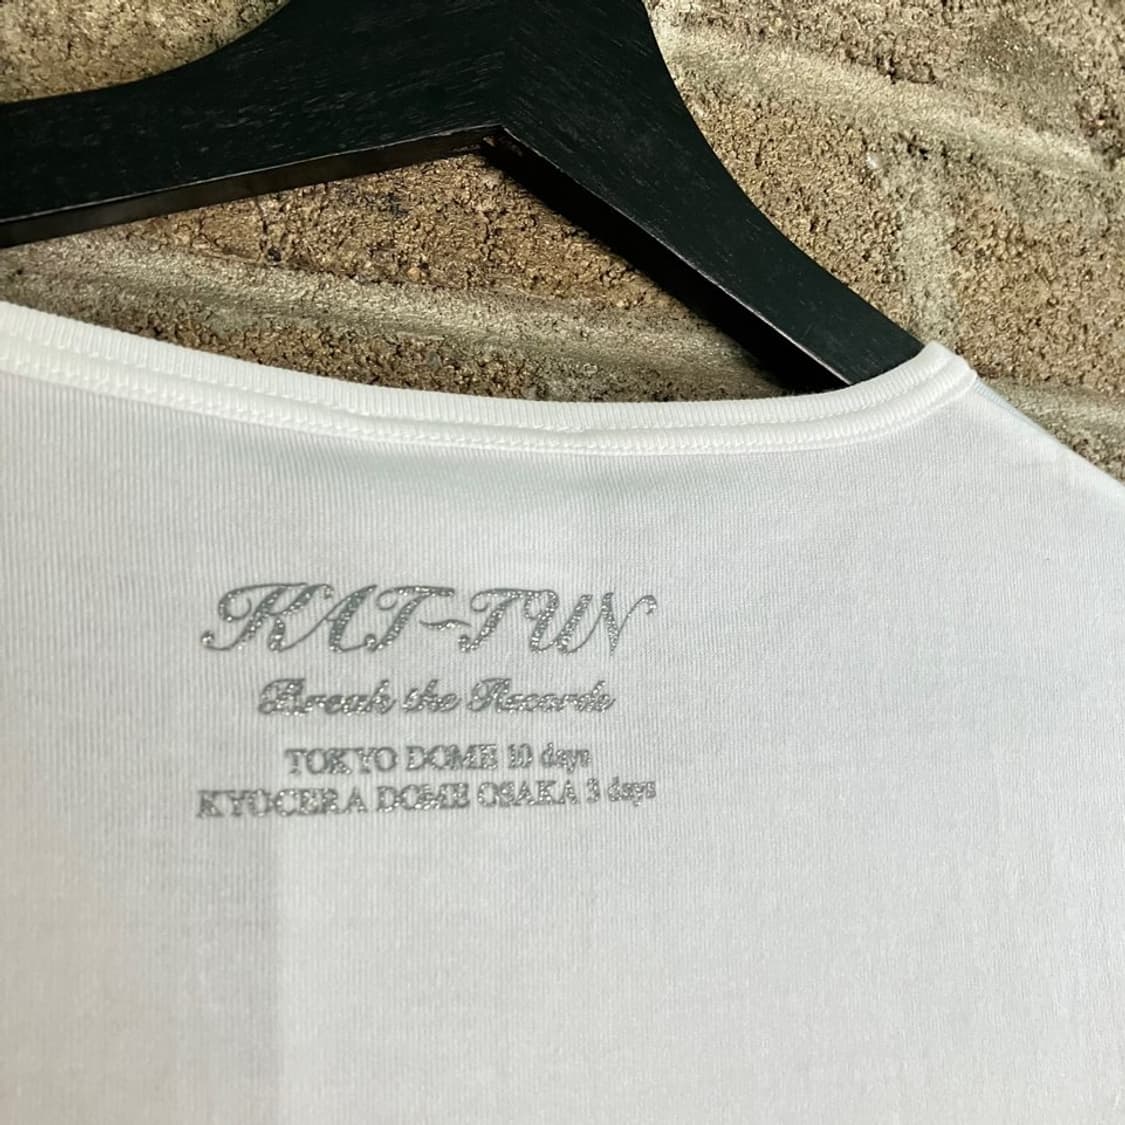 KAT-TUN
Break the Records
TOKYO DOME 10 days
KYOCERA DOME OSAKA 3 days